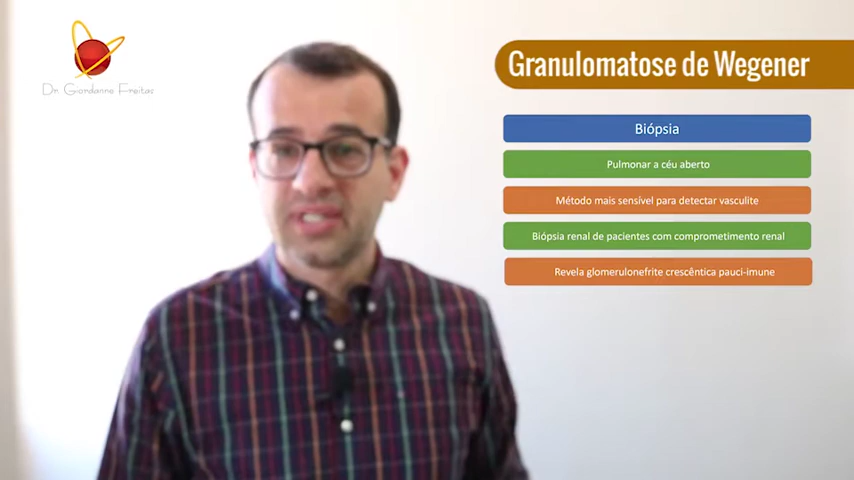 Dr. Gordanno Freitas
Granulomatose de Wegener
Biópsia
Pulmonar a céu aberto
Método mais sensível para detectar vasculite
Biópsia renal de pacientes com comprometimento renal
Revela glomerulonefrite crescêntica pauci-imune